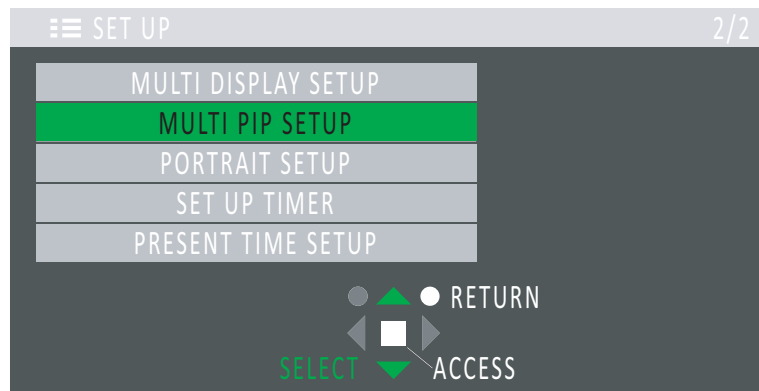 SET UP 2/2
MULTI DISPLAY SETUP
MULTI PIP SETUP
PORTRAIT SETUP
SET UP TIMER
PRESENT TIME SETUP
RETURN
SELECT ACCESS